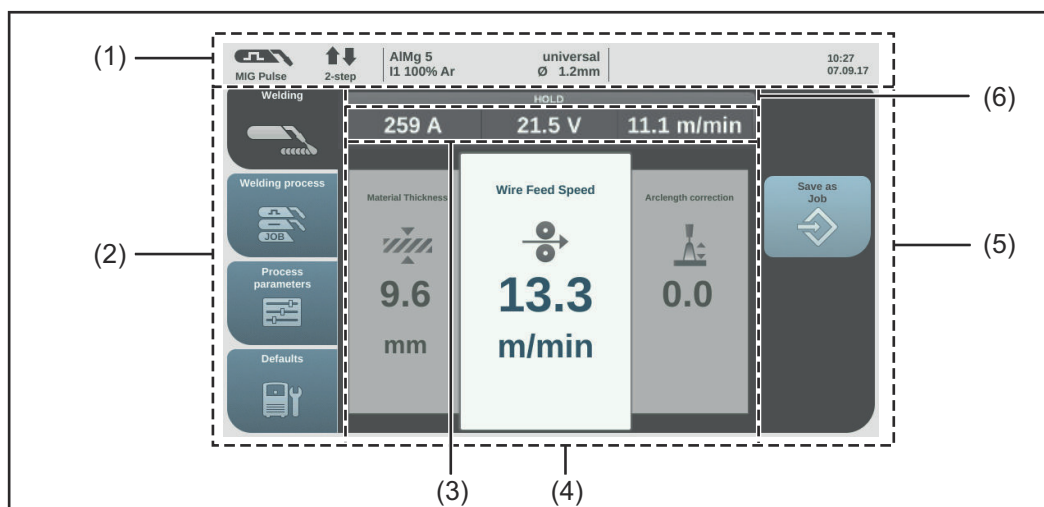 (1)
MIG Pulse
2-step
AlMg 5
I1 100% Ar
universal
Ø 1.2mm
10:27
07.09.17
(2)
Welding
Welding process
JOB
Process
parameters
Defaults
HOLD
259 A
21.5 V
11.1 m/min
Material Thickness
9.6
mm
Wire Feed Speed
13.3
m/min
Arclength correction
0.0
Save as
Job
(6)
(5)
(3)
(4)